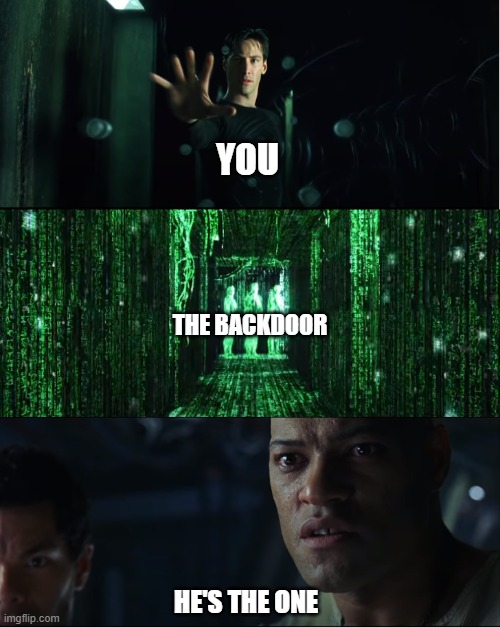 YOU
THE BACKDOOR
HE'S THE ONE
imgflip.com